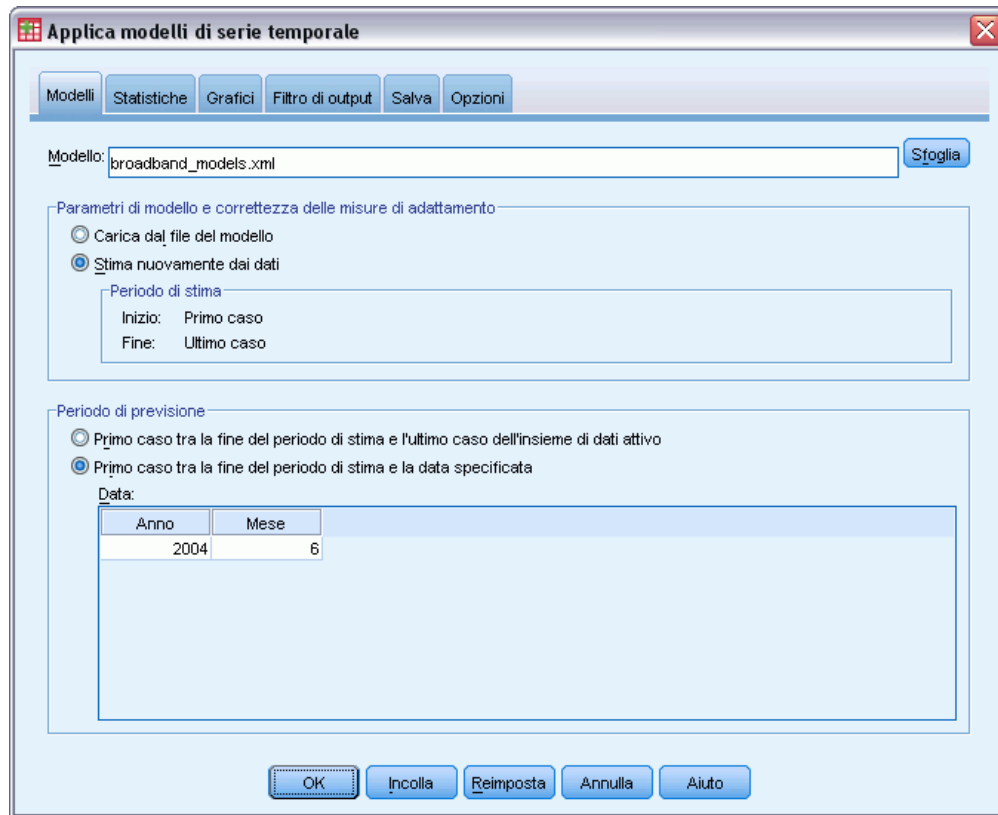 Applica modelli di serie temporale
Modelli Statistiche Grafici Filtro di output Salva Opzioni
Modello: broadband_models.xml Sfoglia
Parametri di modello e correttezza delle misure di adattamento
Carica dal file del modello
Stima nuovamente dai dati
Periodo di stima
Inizio: Primo caso
Fine: Ultimo caso
Periodo di previsione
Primo caso tra la fine del periodo di stima e l'ultimo caso dell'insieme di dati attivo
Primo caso tra la fine del periodo di stima e la data specificata
Data:
Anno Mese
2004 6
OK Incolla Reimposta Annulla Aiuto